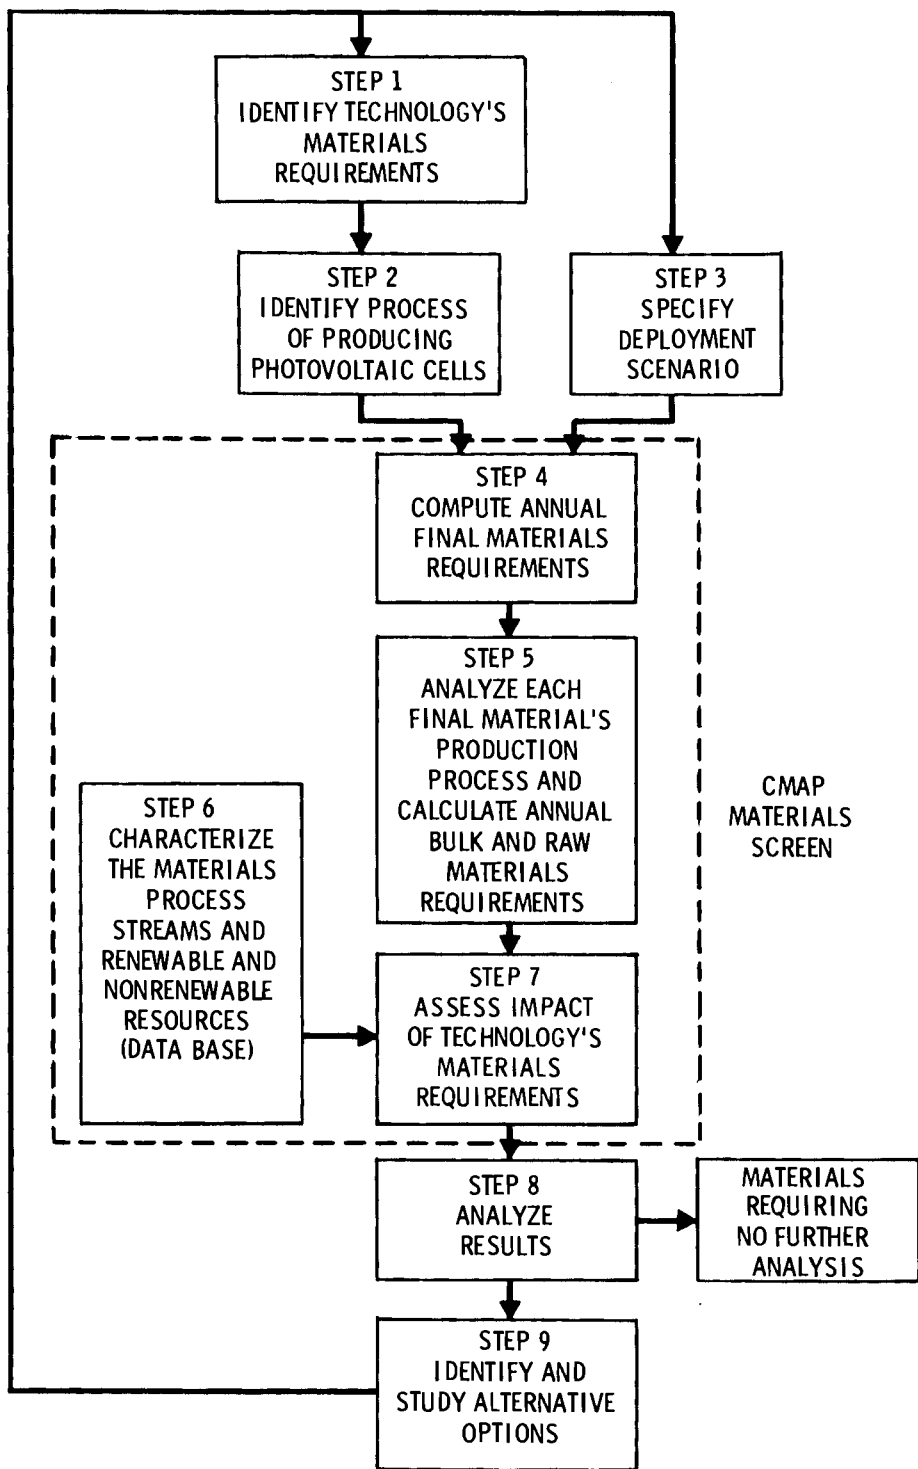 STEP 1
IDENTIFY TECHNOLOGY'S
MATERIALS
REQUIREMENTS
STEP 2
IDENTIFY PROCESS
OF PRODUCING
PHOTOVOLTAIC CELLS
STEP 3
SPECIFY
DEPLOYMENT
SCENARIO
STEP 4
COMPUTE ANNUAL
FINAL MATERIALS
REQUIREMENTS
STEP 5
ANALYZE EACH
FINAL MATERIAL'S
PRODUCTION
PROCESS AND
CALCULATE ANNUAL
BULK AND RAW
MATERIALS
REQUIREMENTS
CMAP
MATERIALS
SCREEN
STEP 6
CHARACTERIZE
THE MATERIALS
PROCESS
STREAMS AND
RENEWABLE AND
NONRENEWABLE
RESOURCES
(DATA BASE)
STEP 7
ASSESS IMPACT
OF TECHNOLOGY'S
MATERIALS
REQUIREMENTS
STEP 8
ANALYZE
RESULTS
MATERIALS
REQUIRING
NO FURTHER
ANALYSIS
STEP 9
IDENTIFY AND
STUDY ALTERNATIVE
OPTIONS